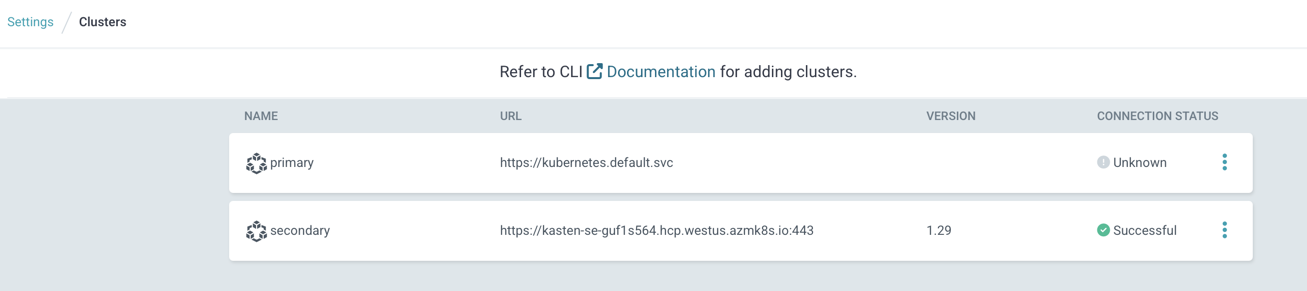 Settings / Clusters
Refer to CLI Documentation for adding clusters.
NAME URL VERSION CONNECTION STATUS
primary https://kubernetes.default.svc Unknown
secondary https://kasten-se-guf1s564.hcp.westus.azmk8s.io:443 1.29 Successful